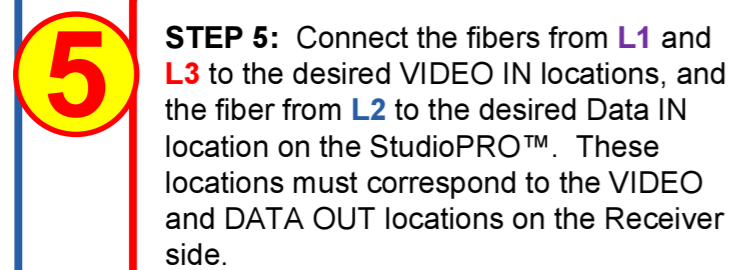 5
STEP 5:  Connect the fibers from L1 and
L3 to the desired VIDEO IN locations, and
the fiber from L2 to the desired Data IN
location on the StudioPRO™.  These
locations must correspond to the VIDEO
and DATA OUT locations on the Receiver
side.